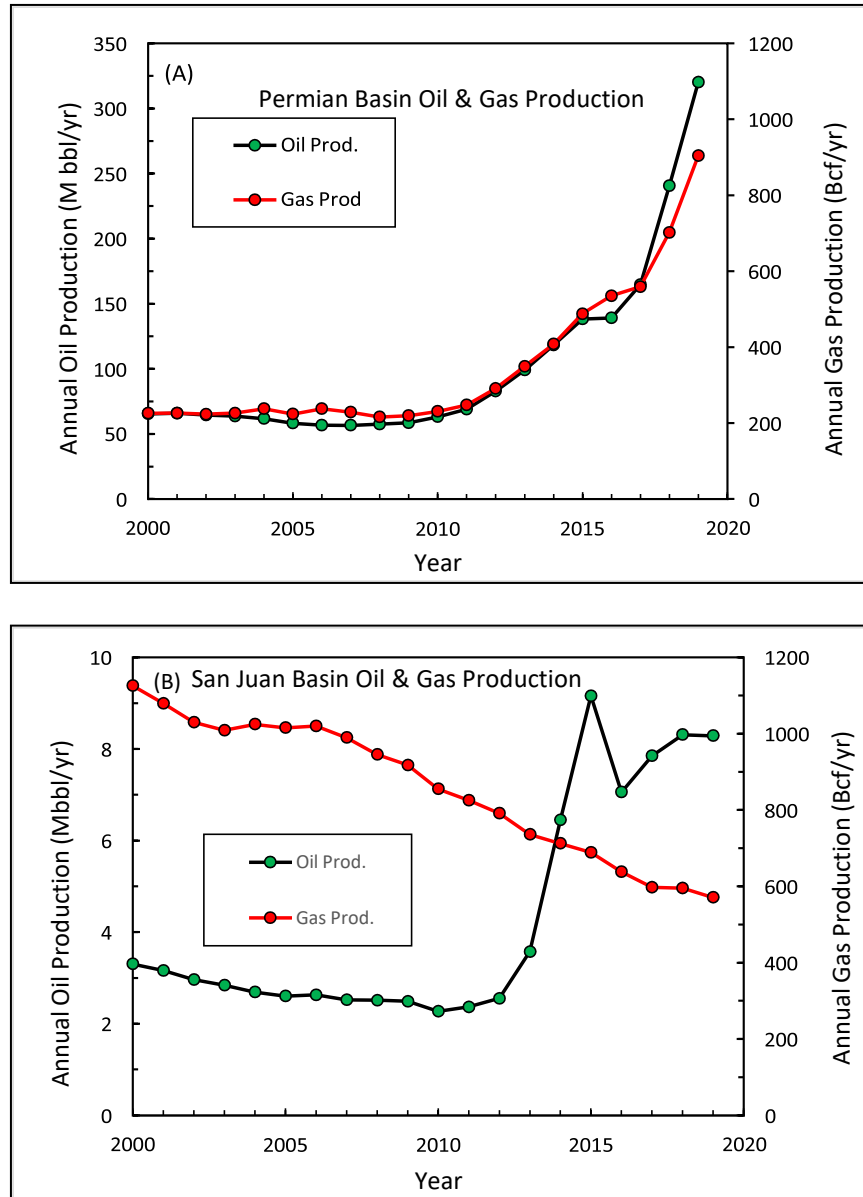 (A)
Permian Basin Oil & Gas Production
Oil Prod.
Gas Prod
Annual Oil Production (M bbl/yr)
350
300
250
200
150
100
50
0
Annual Gas Production (Bcf/yr)
1200
1000
800
600
400
200
0
2000
2005
2010
2015
2020
Year
(B)
San Juan Basin Oil & Gas Production
Oil Prod.
Gas Prod.
Annual Oil Production (Mbbl/yr)
10
8
6
4
2
0
Annual Gas Production (Bcf/yr)
1200
1000
800
600
400
200
0
2000
2005
2010
2015
2020
Year